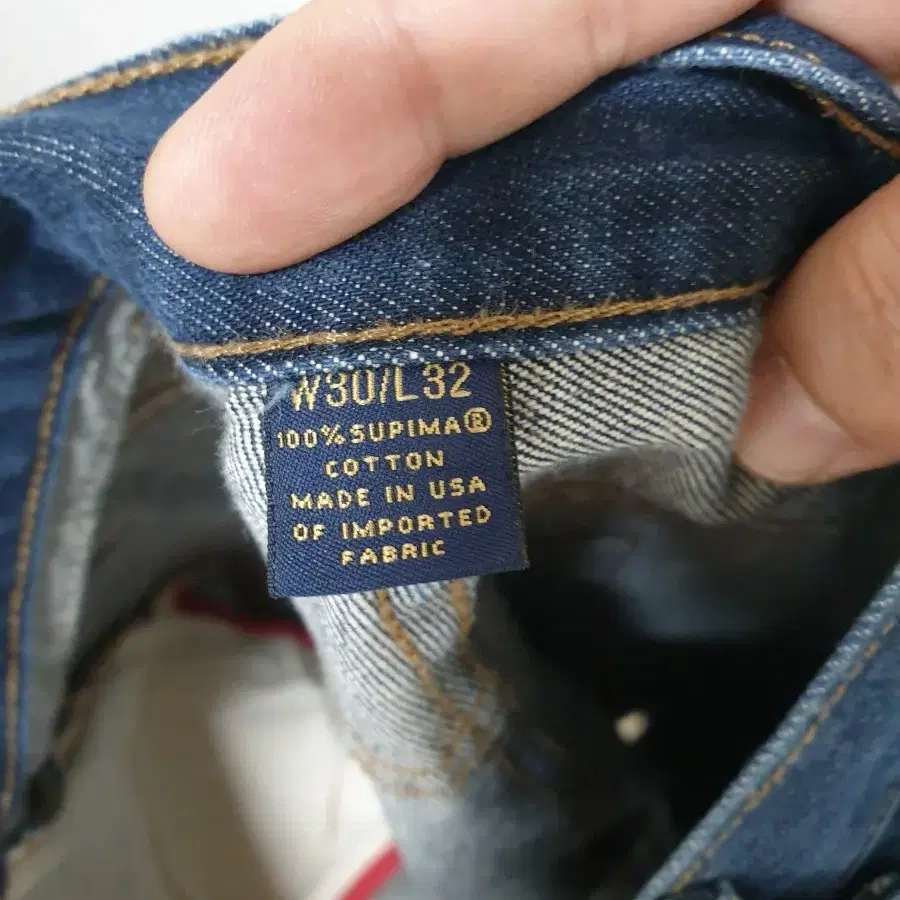 W30/L32
100% SUPIMA®
COTTON
MADE IN USA
OF IMPORTED
FABRIC